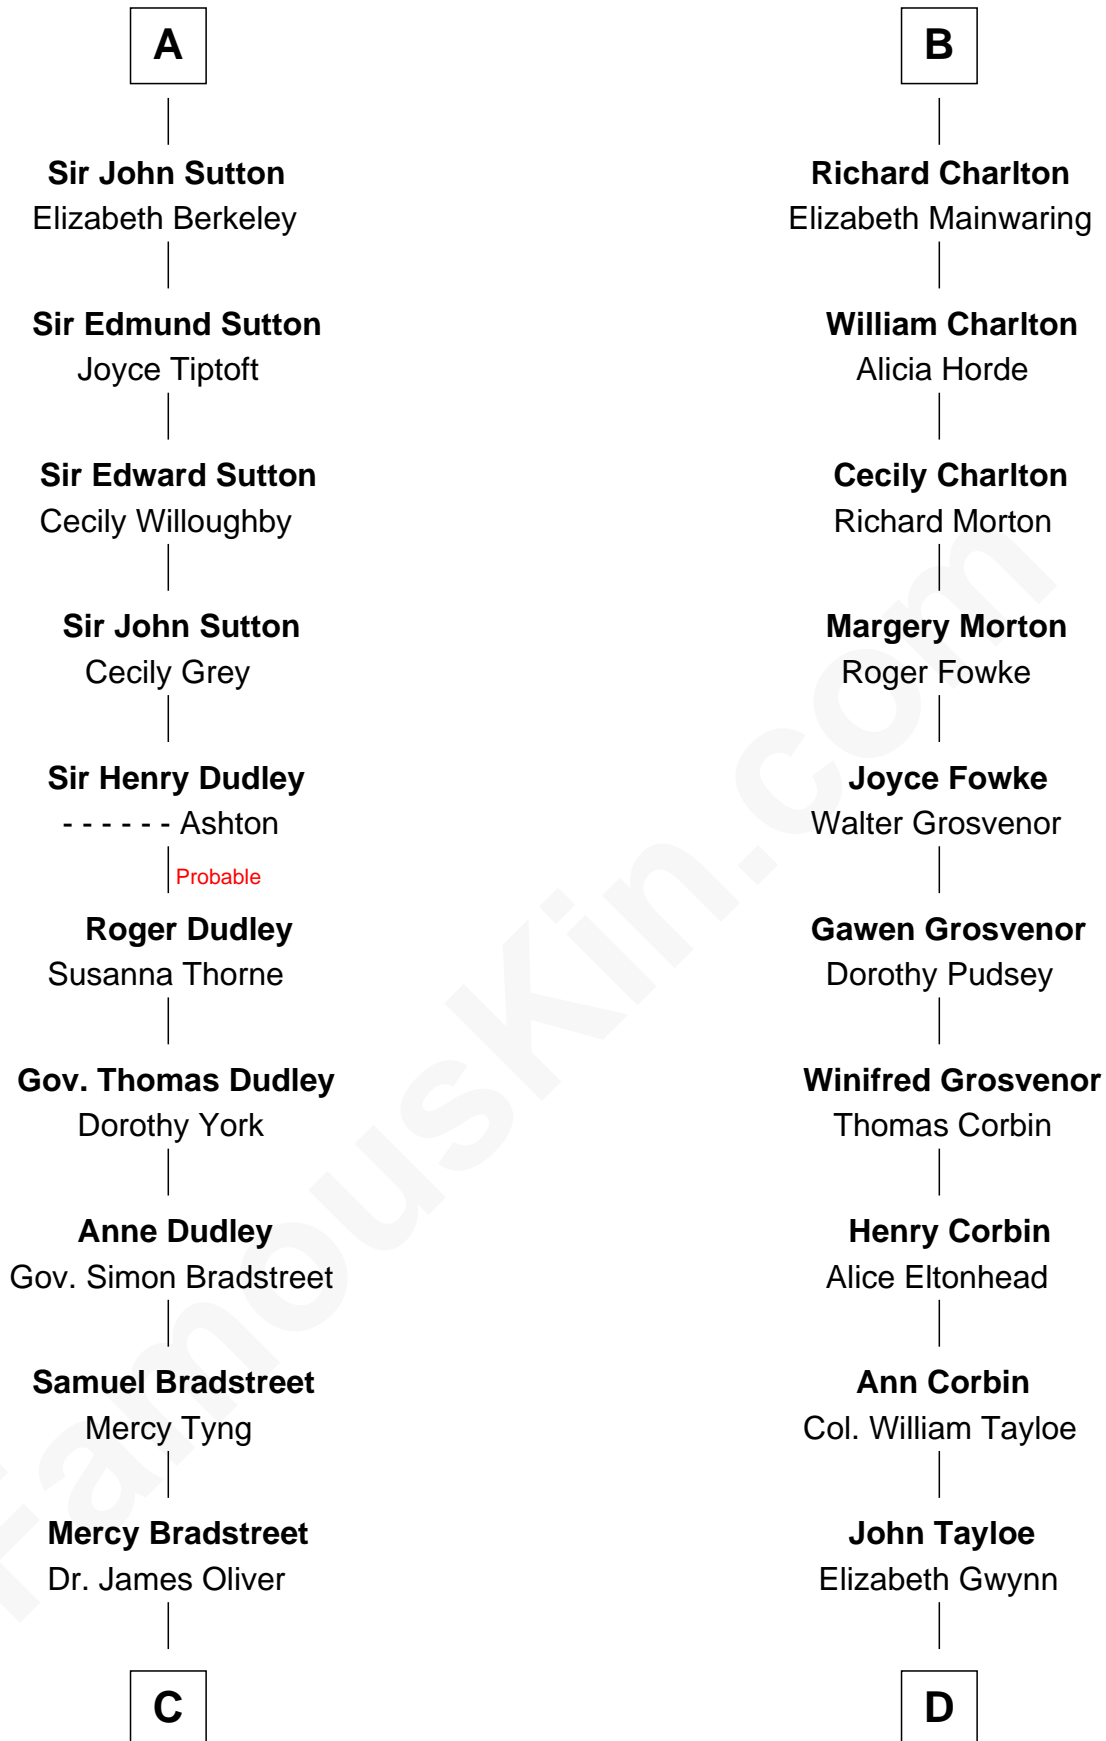 A
Sir John Sutton
Elizabeth Berkeley
Sir Edmund Sutton
Joyce Tiptoft
Sir Edward Sutton
Cecily Willoughby
Sir John Sutton
Cecily Grey
Sir Henry Dudley
- - - - - - Ashton
Probable
Roger Dudley
Susanna Thorne
Gov. Thomas Dudley
Dorothy York
Anne Dudley
Gov. Simon Bradstreet
Samuel Bradstreet
Mercy Tyng
Mercy Bradstreet
Dr. James Oliver
C
B
Richard Charlton
Elizabeth Mainwaring
William Charlton
Alicia Horde
Cecily Charlton
Richard Morton
Margery Morton
Roger Fowke
Joyce Fowke
Walter Grosvenor
Gawen Grosvenor
Dorothy Pudsey
Winifred Grosvenor
Thomas Corbin
Henry Corbin
Alice Eltonhead
Ann Corbin
Col. William Tayloe
John Tayloe
Elizabeth Gwynn
D
FamousKin.com